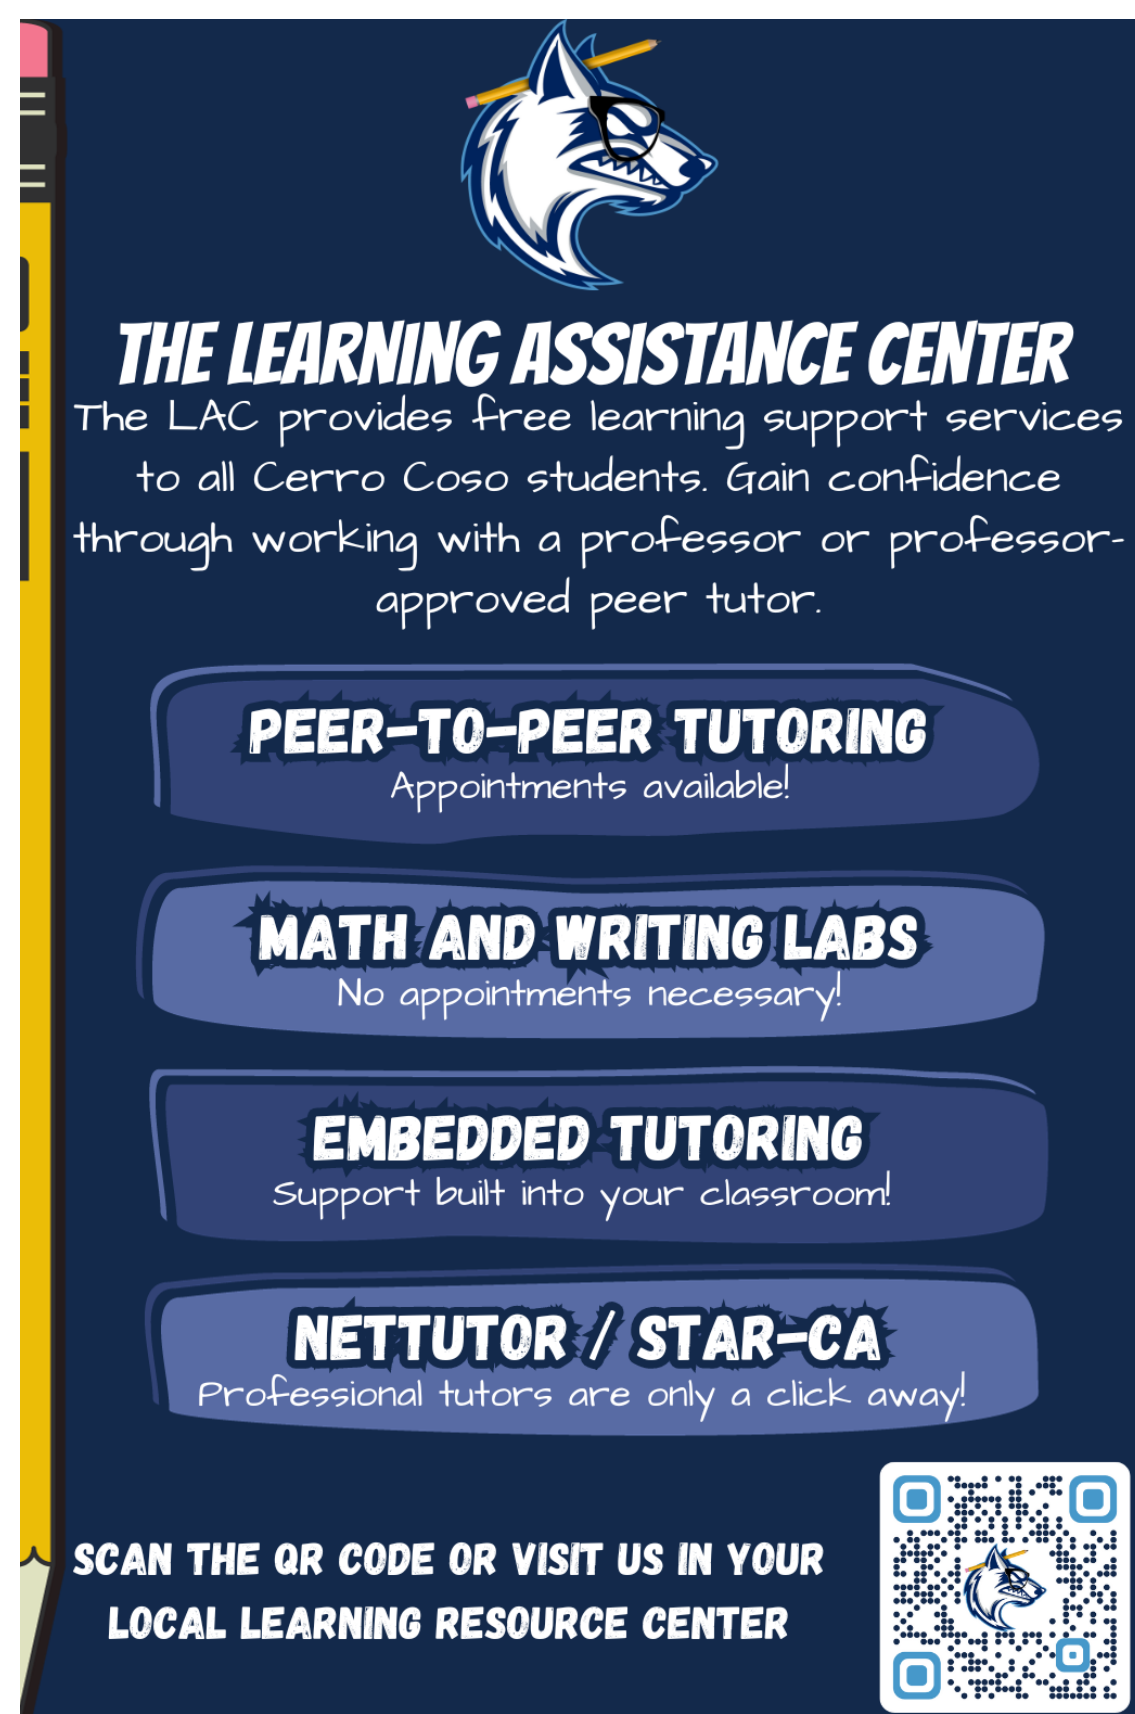 THE LEARNING ASSISTANCE CENTER
The LAC provides free learning support services
to all Cerro Coso students. Gain confidence
through working with a professor or professor-
approved peer tutor.
PEER-TO-PEER TUTORING
Appointments available!
MATH AND WRITING LABS
No appointments necessary!
EMBEDDED TUTORING
Support built into your classroom!
NETTUTOR / STAR-CA
Professional tutors are only a click away!
SCAN THE QR CODE OR VISIT US IN YOUR
LOCAL LEARNING RESOURCE CENTER